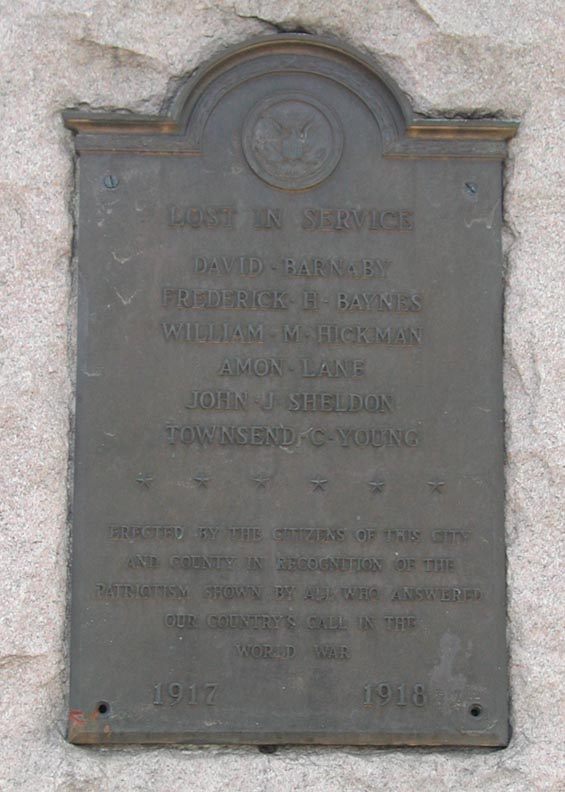 LOST IN SERVICE
DAVID · BARNABY
FREDERICK · H · BAYNES
WILLIAM · M · HICKMAN
AMON · LANE
JOHN · J · SHELDON
TOWNSEND · C · YOUNG
ERECTED BY THE CITIZENS OF THIS CITY
AND COUNTY IN RECOGNITION OF THE
PATRIOTISM SHOWN BY ALL WHO ANSWERED
OUR COUNTRY'S CALL IN THE
WORLD WAR
1917 1918